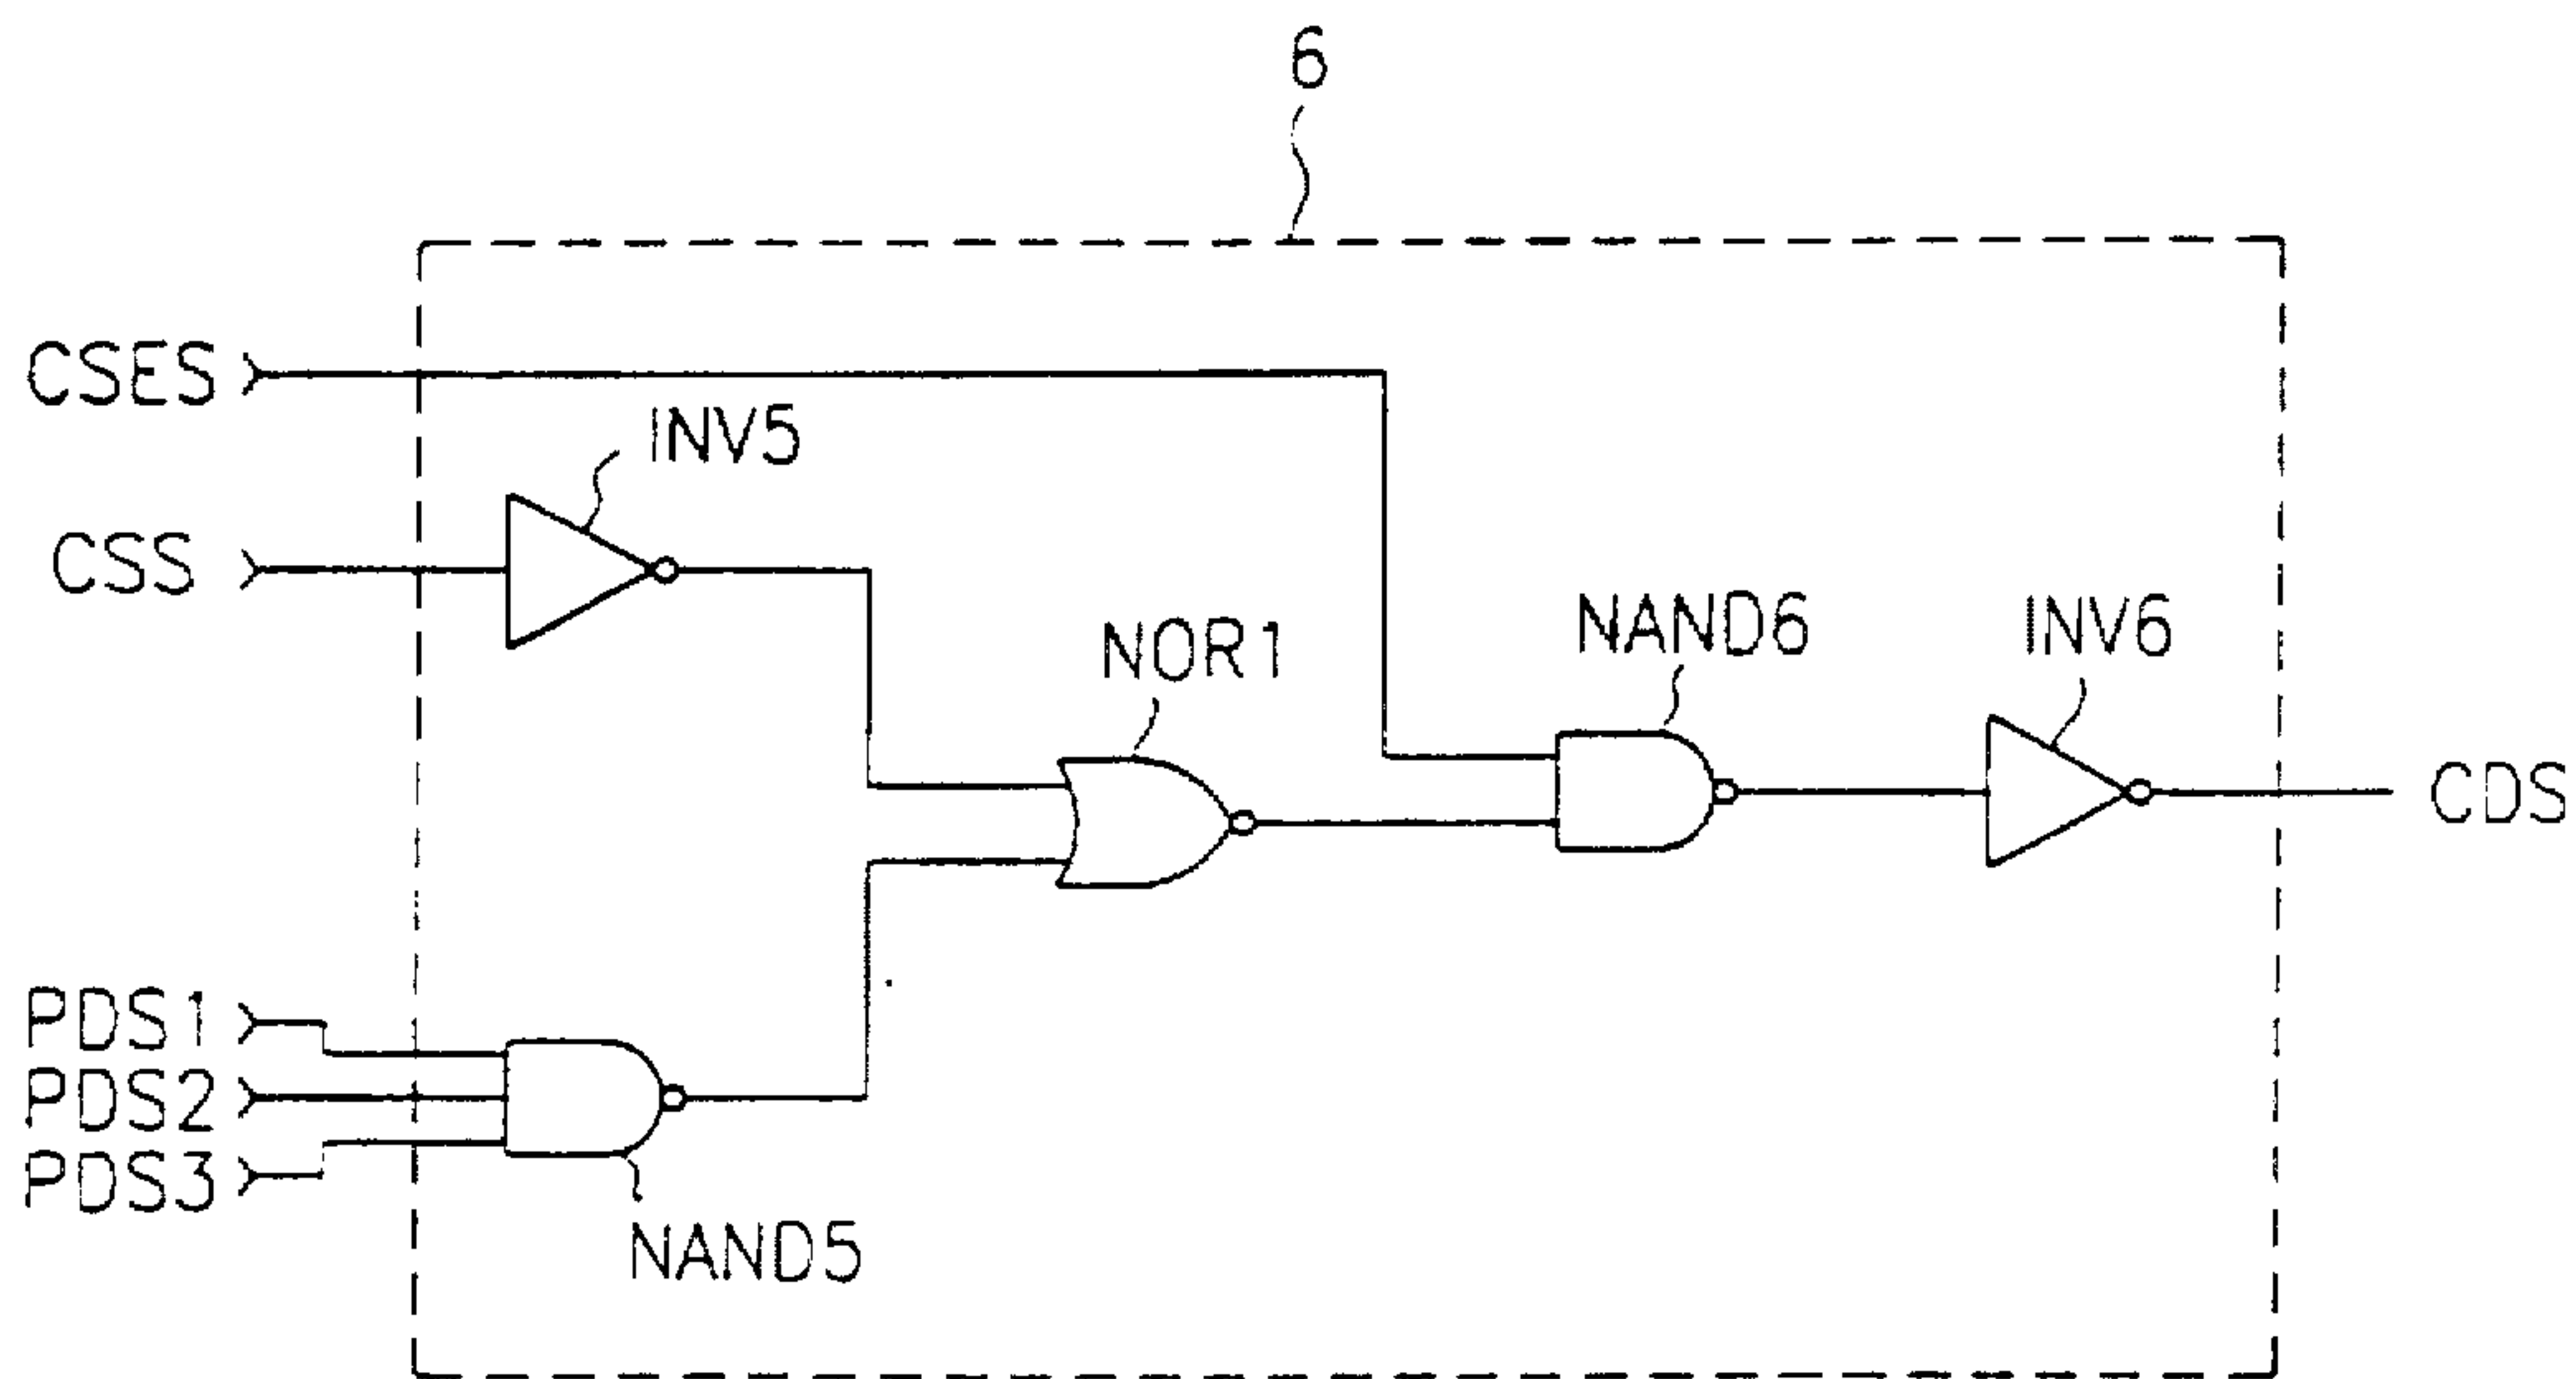 6
CSES
INV5
CSS
NOR1
NAND6
INV6
CDS
PDS1
PDS2
PDS3
NAND5